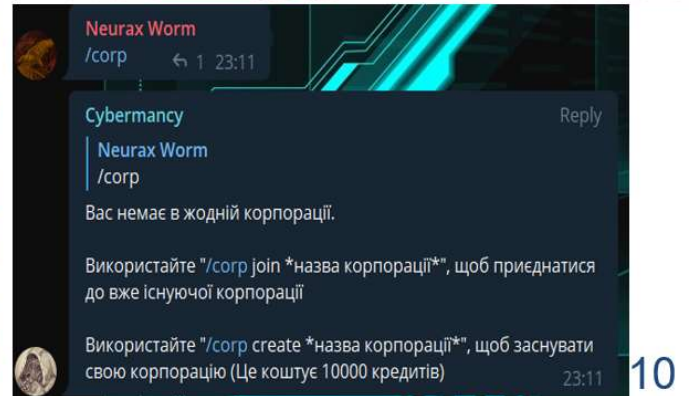 Neurax Worm
/corp 1 23:11
Cybermancy Reply
Neurax Worm
/corp
Вас немає в жодній корпорації.
Використайте "/corp join *назва корпорації*", щоб приєднатися
до вже існуючої корпорації
Використайте "/corp create *назва корпорації*", щоб заснувати
свою корпорацію (Це коштує 10000 кредитів) 23:11
10